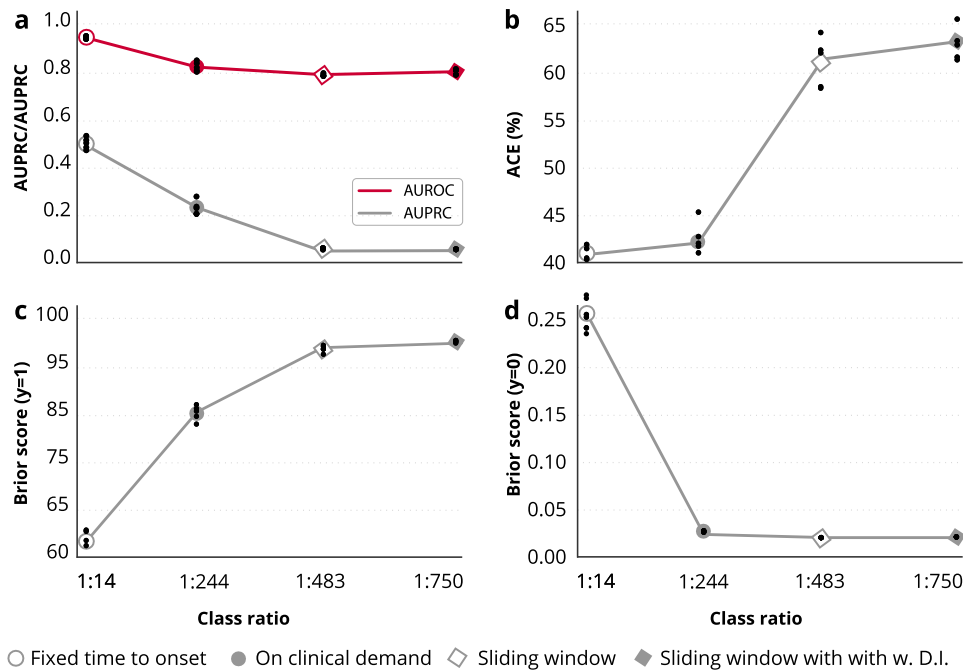 a
AUPRC/AUPRC
1.0
0.8
0.6
0.4
0.2
0.0
AUROC
AUPRC
b
ACE (%)
65
60
55
50
45
40
c
Brior score (y=1)
100
95
85
75
65
60
1:14 1:244 1:483 1:750
Class ratio
d
Brior score (y=0)
0.25
0.20
0.15
0.10
0.05
0.00
1:14 1:244 1:483 1:750
Class ratio
Fixed time to onset On clinical demand Sliding window Sliding window with with w. D.I.